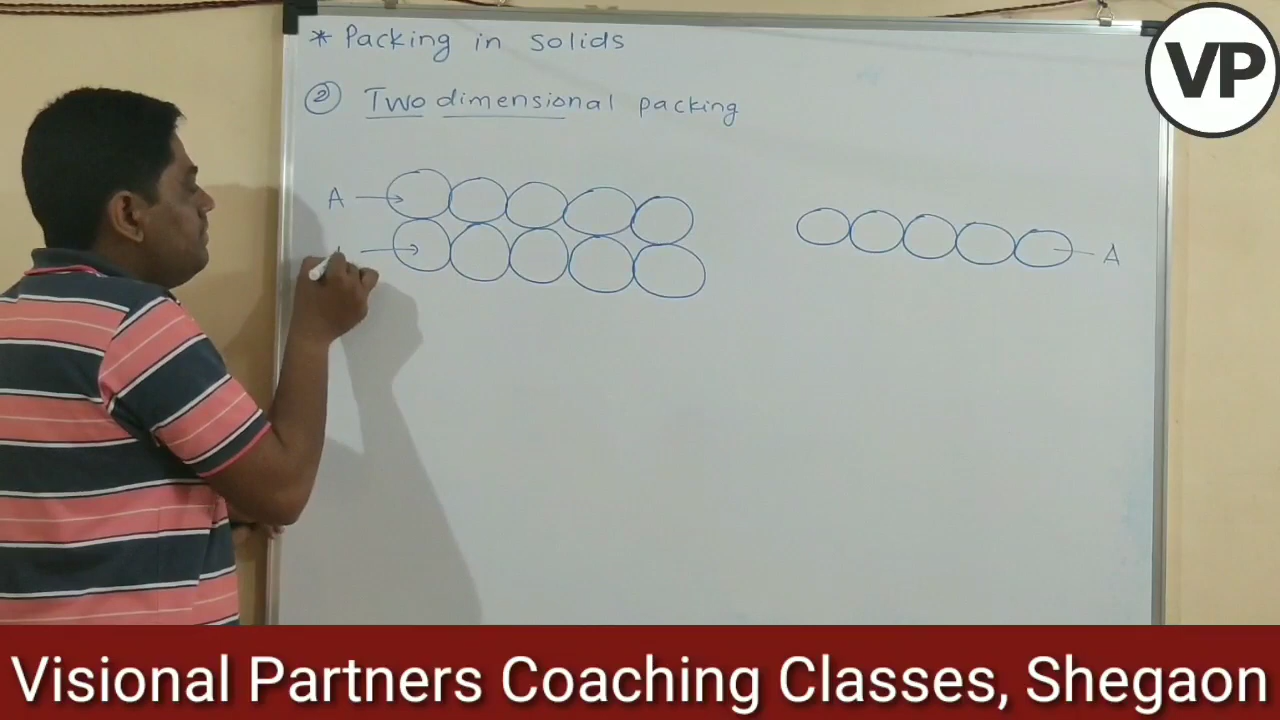 * Packing in solids
VP
② Two dimensional packing
A
A
Visional Partners Coaching Classes, Shegaon